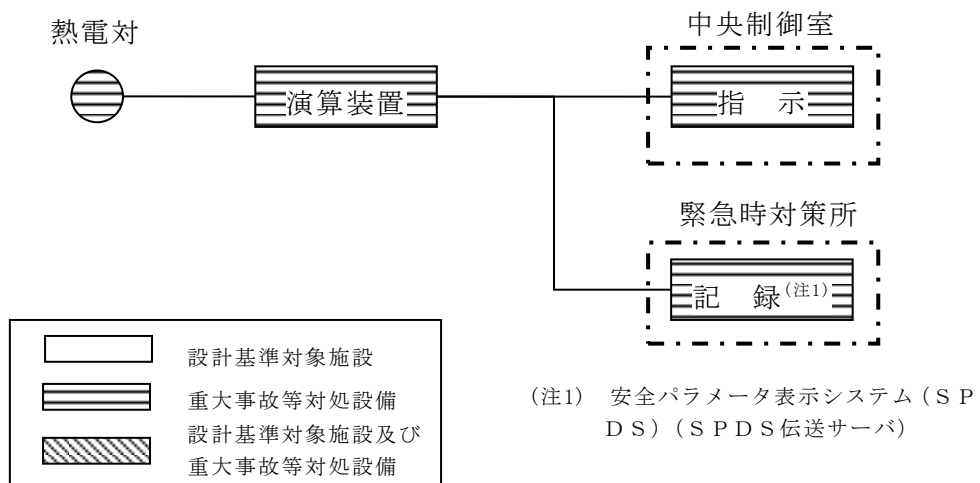 中央制御室
熱電対
演算装置
指　示
緊急時対策所
記　録(注1)
設計基準対象施設
重大事故等対処設備
設計基準対象施設及び
重大事故等対処設備
(注1)　安全パラメータ表示システム(ＳＰ
ＤＳ)(ＳＰＤＳ伝送サーバ)